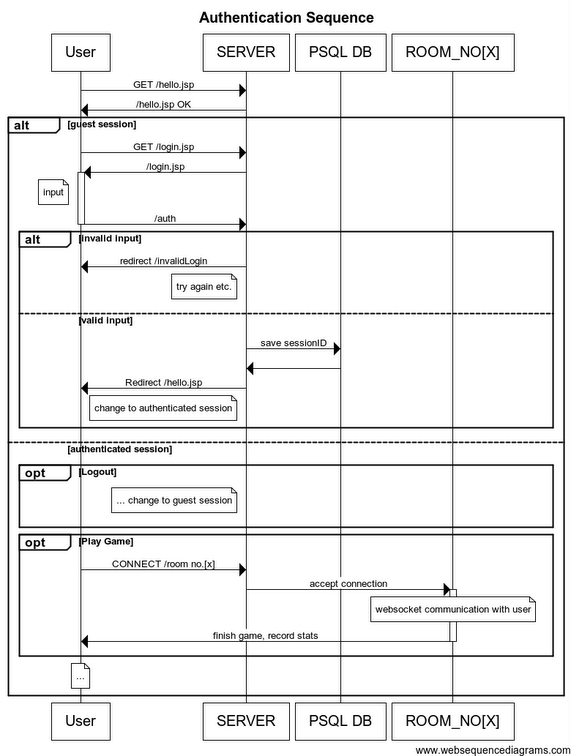 Authentication Sequence
User
SERVER
PSQL DB
ROOM_NO[X]
GET /hello.jsp
/hello.jsp OK
alt
[guest session]
GET /login.jsp
/login.jsp
input
/auth
alt
[invalid input]
redirect /invalidLogin
try again etc.
[valid input]
save sessionID
Redirect /hello.jsp
change to authenticated session
[authenticated session]
opt
[Logout]
... change to guest session
opt
[Play Game]
CONNECT /room no.[x]
accept connection
websocket communication with user
finish game, record stats
...
User
SERVER
PSQL DB
ROOM_NO[X]
www.websequencediagrams.com